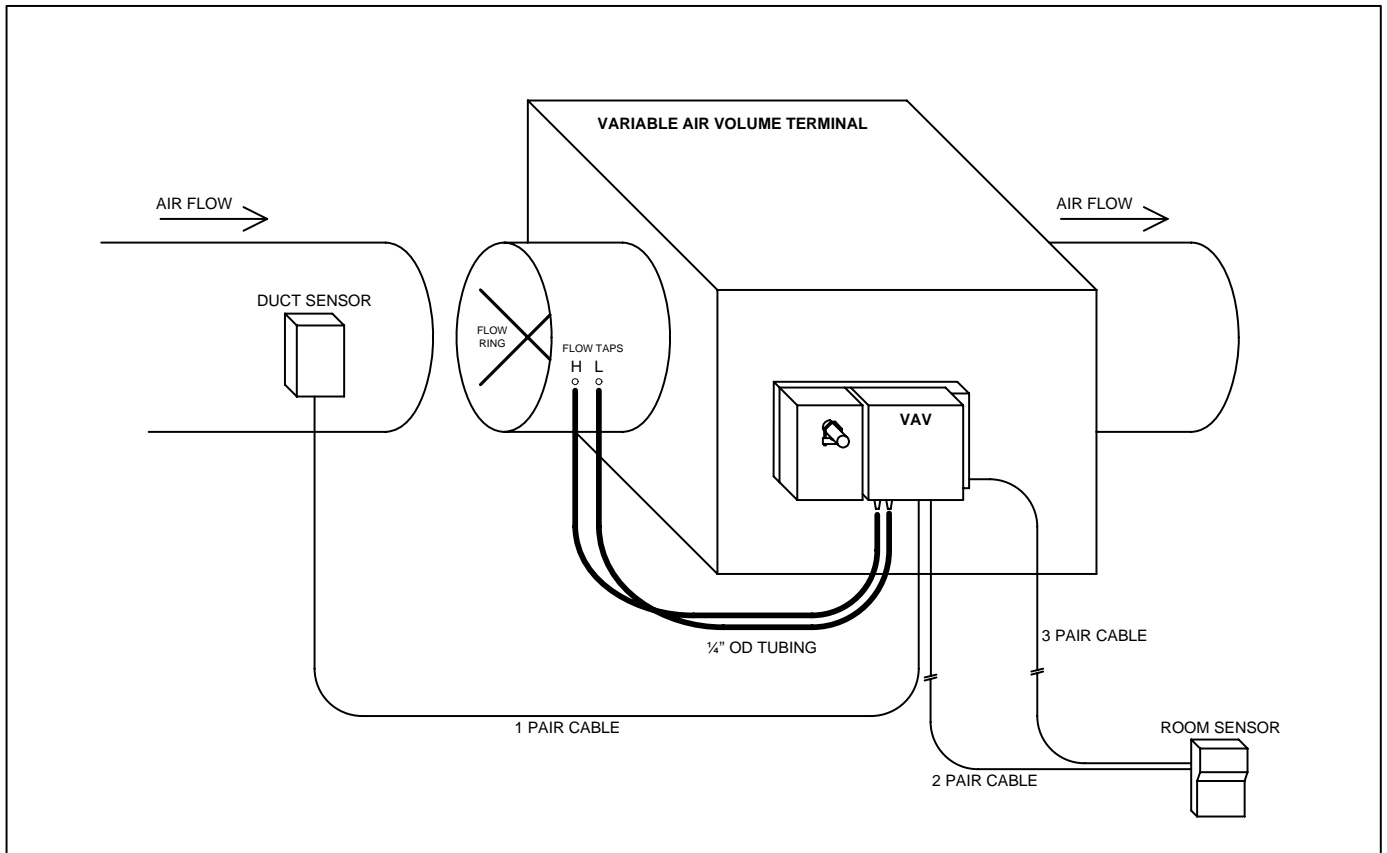 VARIABLE AIR VOLUME TERMINAL
AIR FLOW
AIR FLOW
DUCT SENSOR
FLOW
RING
FLOW TAPS
H L
VAV
3 PAIR CABLE
¼" OD TUBING
1 PAIR CABLE
ROOM SENSOR
2 PAIR CABLE